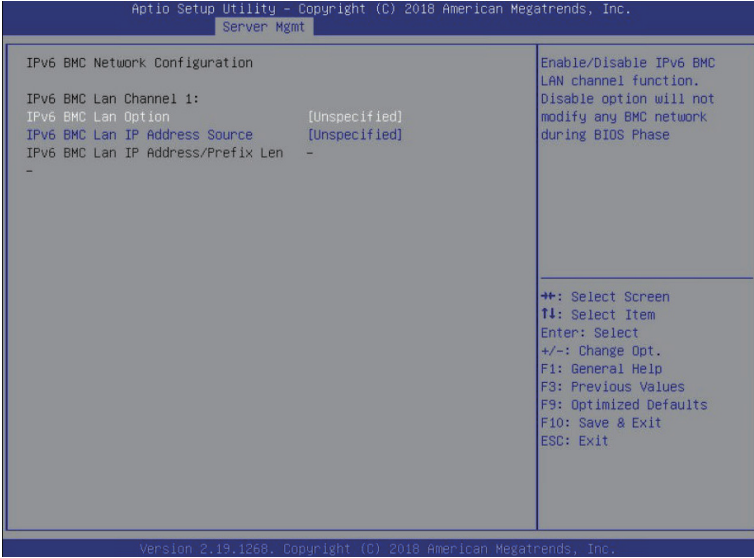 Aptio Setup Utility – Copyright (C) 2018 American Megatrends, Inc.
Server Mgmt
IPv6 BMC Network Configuration
IPv6 BMC Lan Channel 1:
IPv6 BMC Lan Option [Unspecified]
IPv6 BMC Lan IP Address Source [Unspecified]
IPv6 BMC Lan IP Address/Prefix Len –
–
Enable/Disable IPv6 BMC
LAN channel function.
Disable option will not
modify any BMC network
during BIOS Phase
→←: Select Screen
↑↓: Select Item
Enter: Select
+/-: Change Opt.
F1: General Help
F3: Previous Values
F9: Optimized Defaults
F10: Save & Exit
ESC: Exit
Version 2.19.1268. Copyright (C) 2018 American Megatrends, Inc.